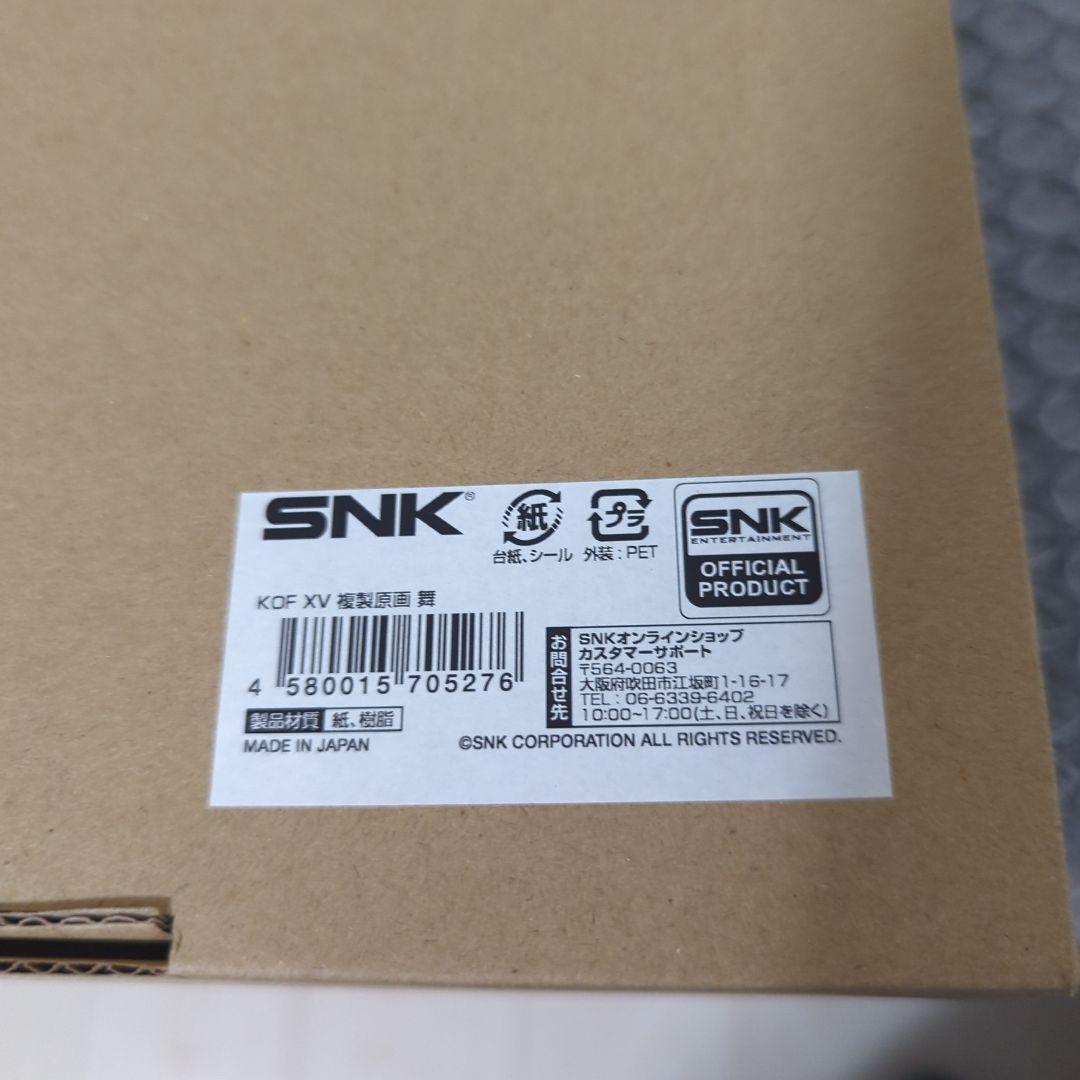 SNK®
紙
プラ
台紙、シール 外装:PET
SNK
ENTERTAINMENT
OFFICIAL
PRODUCT
KOF XV 複製原画 舞
4 580015 705276
製品材質 紙、樹脂
MADE IN JAPAN
お問合せ先
SNKオンラインショップ
カスタマーサポート
〒564-0063
大阪府吹田市江坂町1-16-17
TEL:06-6339-6402
10:00~17:00(土、日、祝日を除く)
©SNK CORPORATION ALL RIGHTS RESERVED.